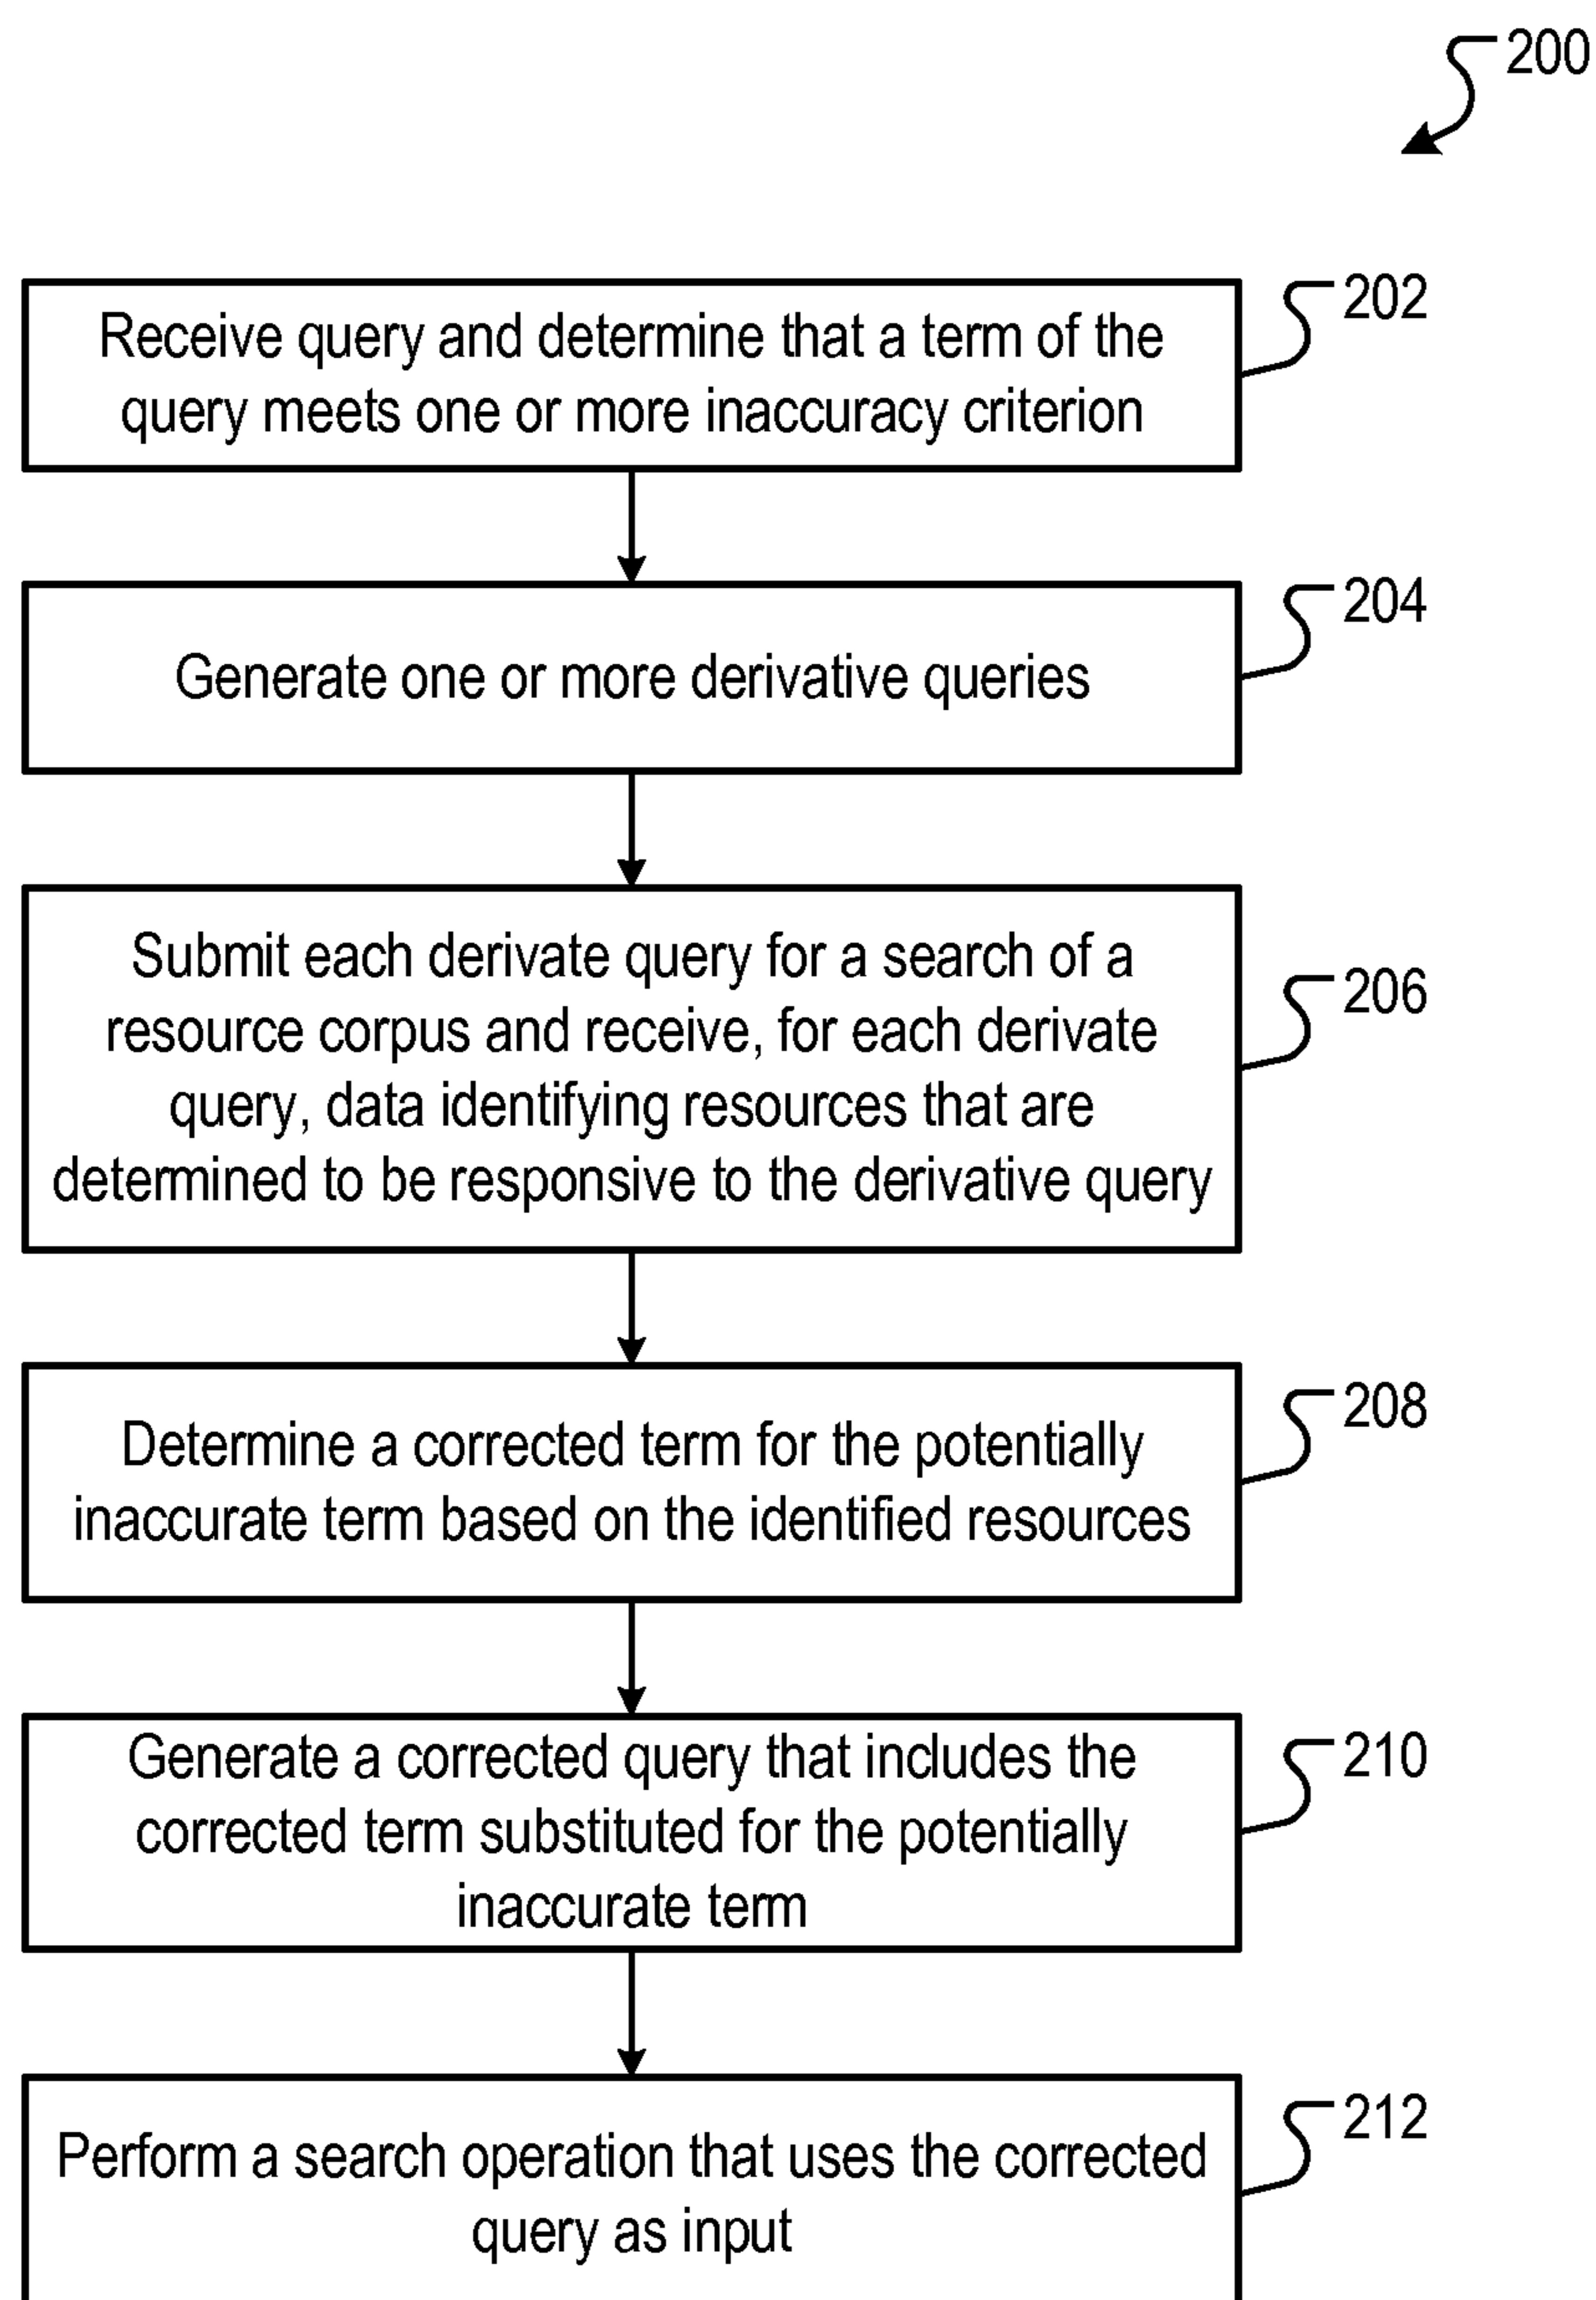 200
Receive query and determine that a term of the
query meets one or more inaccuracy criterion
202
Generate one or more derivative queries
204
Submit each derivate query for a search of a
resource corpus and receive, for each derivate
query, data identifying resources that are
determined to be responsive to the derivative query
206
Determine a corrected term for the potentially
inaccurate term based on the identified resources
208
Generate a corrected query that includes the
corrected term substituted for the potentially
inaccurate term
210
Perform a search operation that uses the corrected
query as input
212